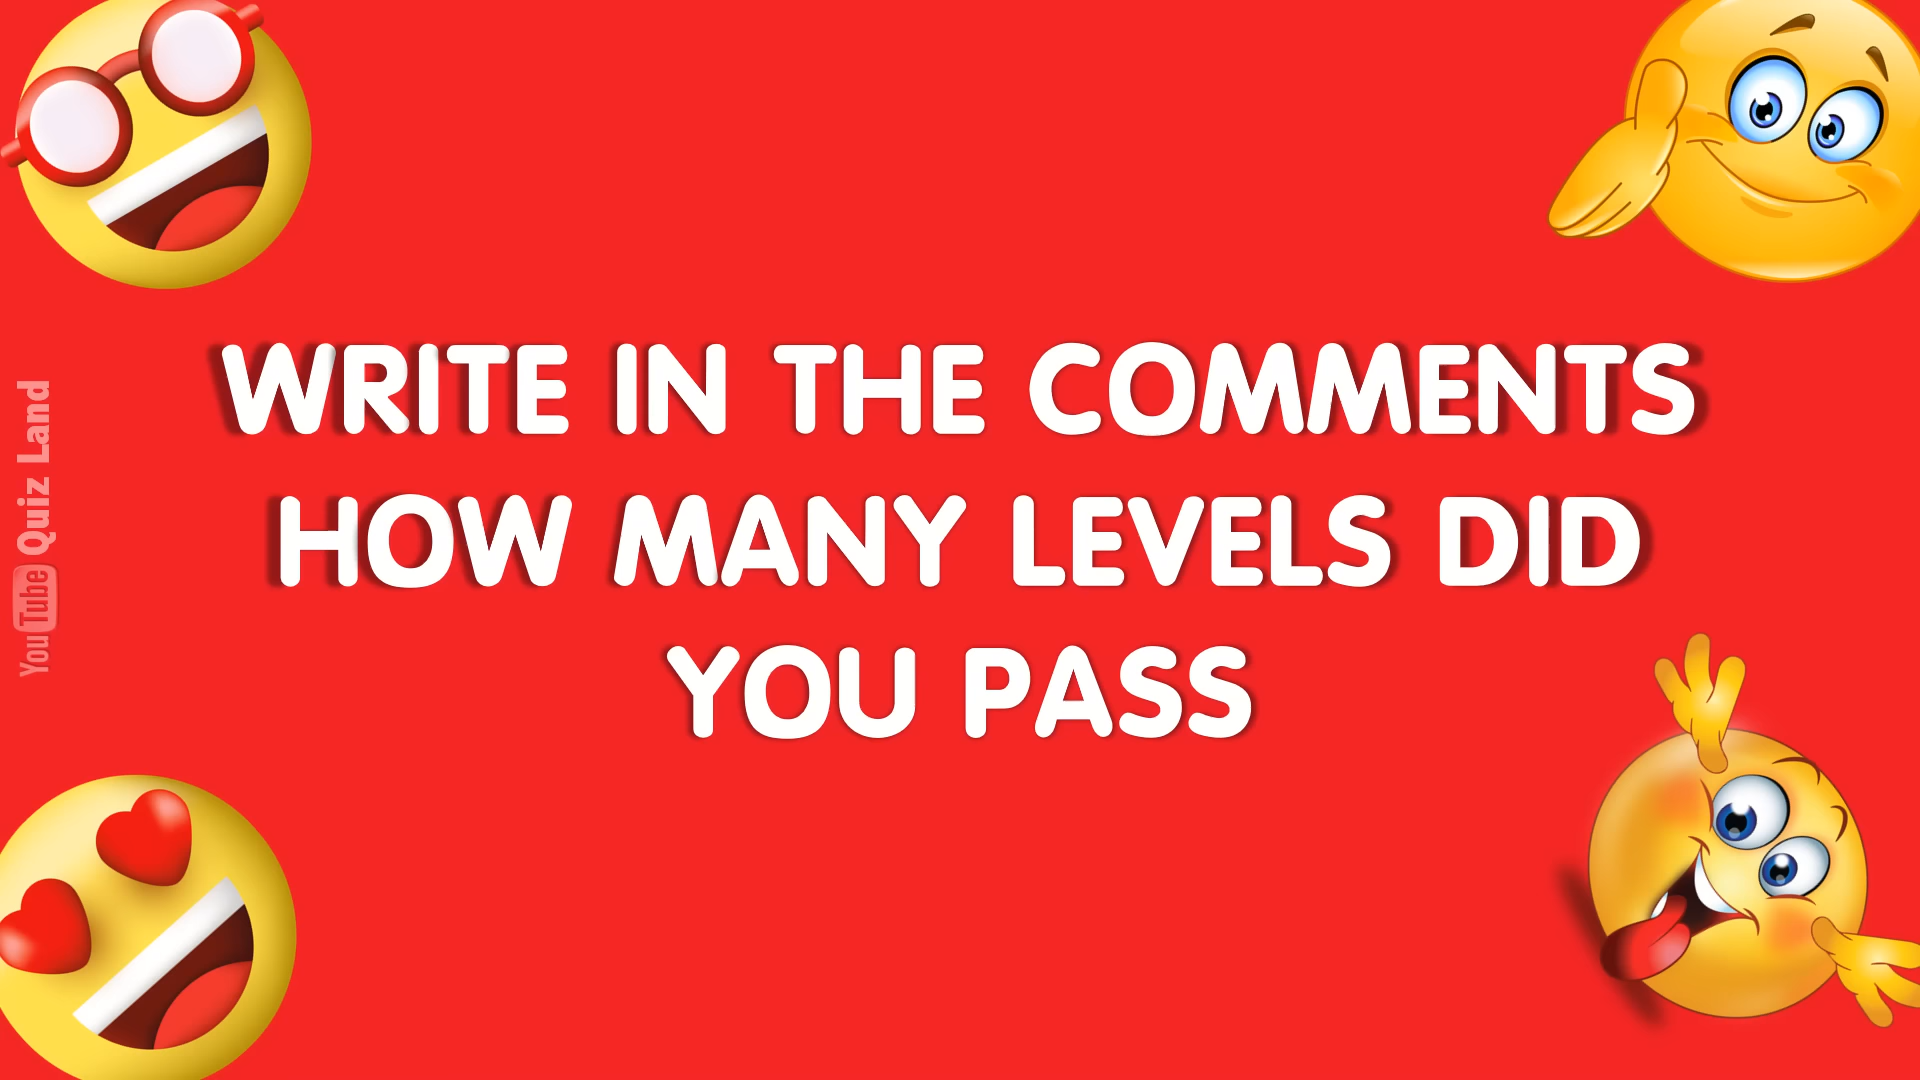 WRITE IN THE COMMENTS
HOW MANY LEVELS DID
YOU PASS
YouTube Quiz Land